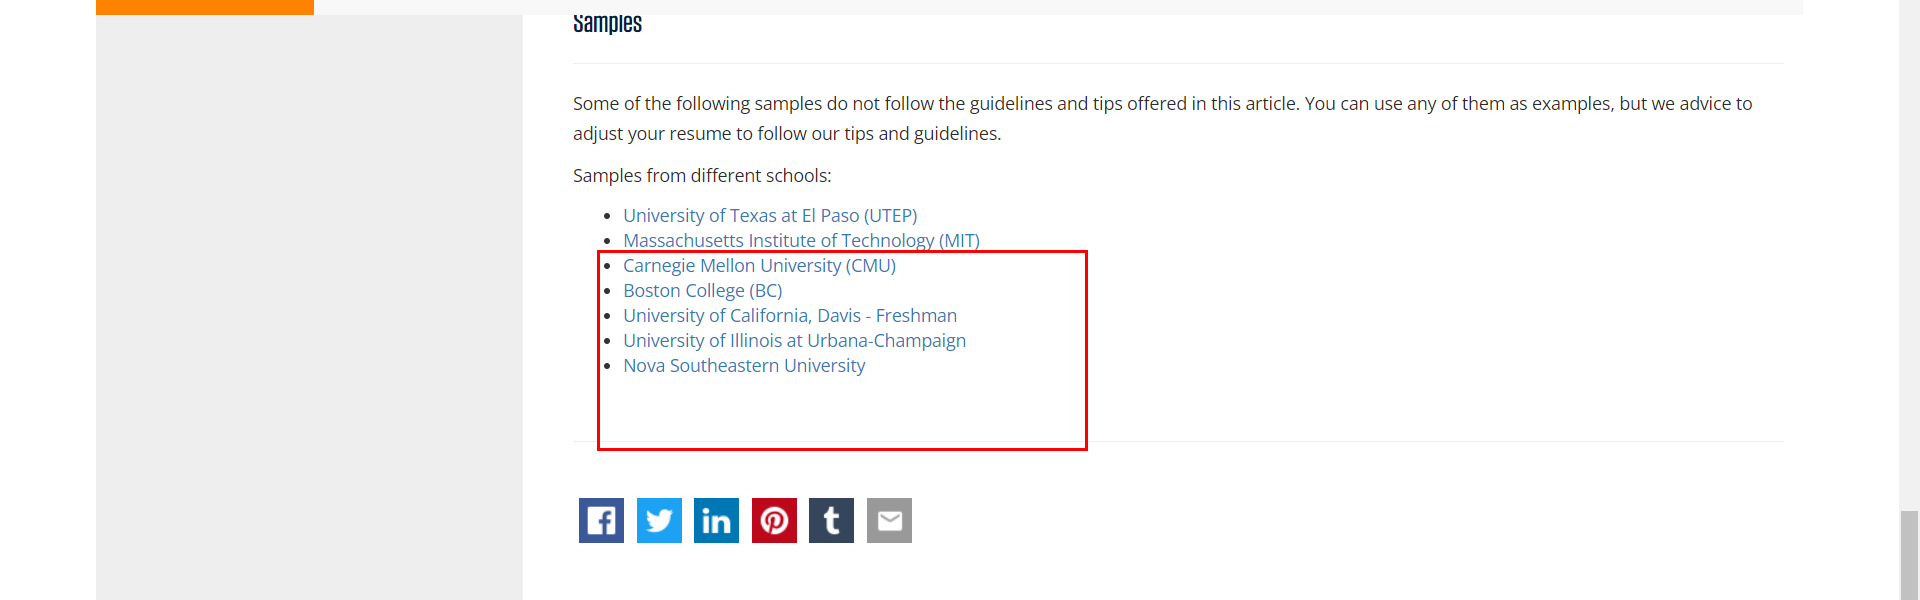 Samples
Some of the following samples do not follow the guidelines and tips offered in this article. You can use any of them as examples, but we advice to
adjust your resume to follow our tips and guidelines.
Samples from different schools:
University of Texas at El Paso (UTEP)
Massachusetts Institute of Technology (MIT)
Carnegie Mellon University (CMU)
Boston College (BC)
University of California, Davis - Freshman
University of Illinois at Urbana-Champaign
Nova Southeastern University